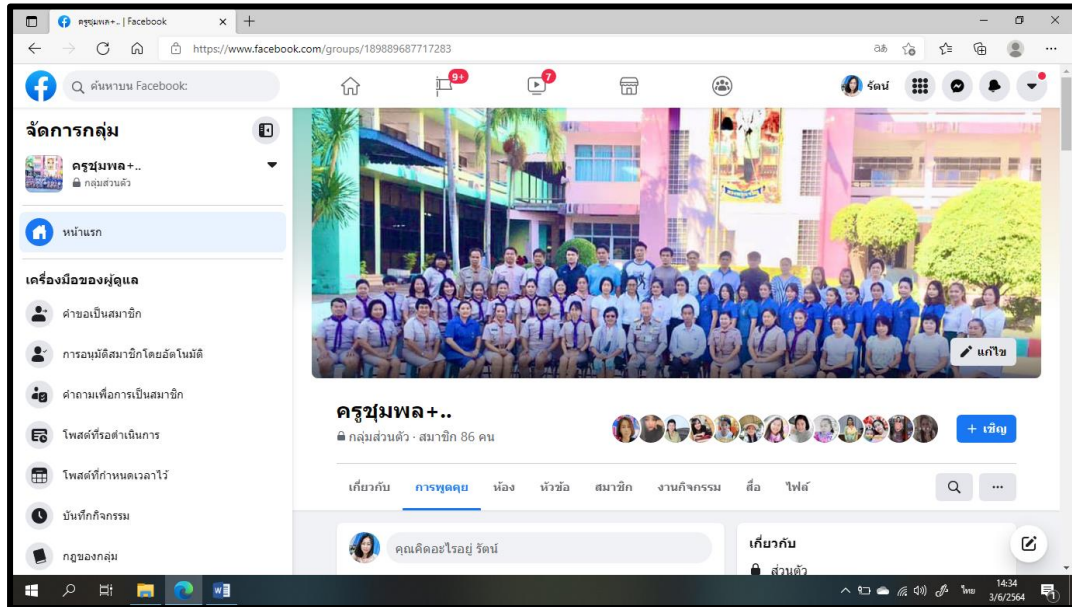 ครูชุมพล+.. | Facebook
https://www.facebook.com/groups/189889687717283
ค้นหาบน Facebook:
9+
7
รัตน์
จัดการกลุ่ม
ครูชุมพล+..
กลุ่มส่วนตัว
หน้าแรก
เครื่องมือของผู้ดูแล
คำขอเป็นสมาชิก
การอนุมัติสมาชิกโดยอัตโนมัติ
คำถามเพื่อการเป็นสมาชิก
โพสต์ที่รอดำเนินการ
โพสต์ที่กำหนดเวลาไว้
บันทึกกิจกรรม
กฎของกลุ่ม
แก้ไข
ครูชุมพล+..
กลุ่มส่วนตัว · สมาชิก 86 คน
+ เชิญ
เกี่ยวกับ การพูดคุย ห้อง หัวข้อ สมาชิก งานกิจกรรม สื่อ ไฟล์
คุณคิดอะไรอยู่ รัตน์
เกี่ยวกับ
ส่วนตัว
ไทย
14:34
3/6/2564